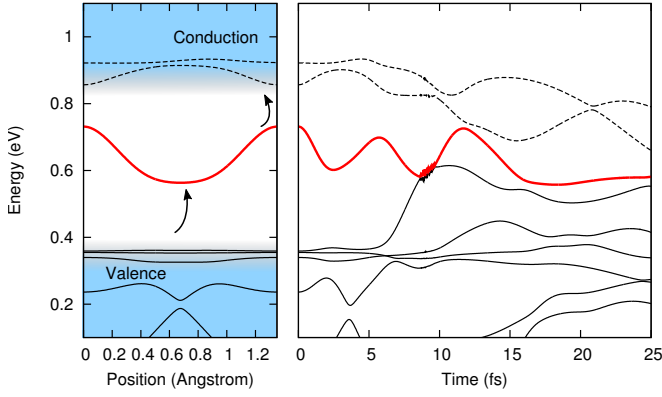 Conduction
Valence
Energy (eV)
1
0.8
0.6
0.4
0.2
0 0.2 0.4 0.6 0.8 1 1.2
Position (Angstrom)
0 5 10 15 20 25
Time (fs)